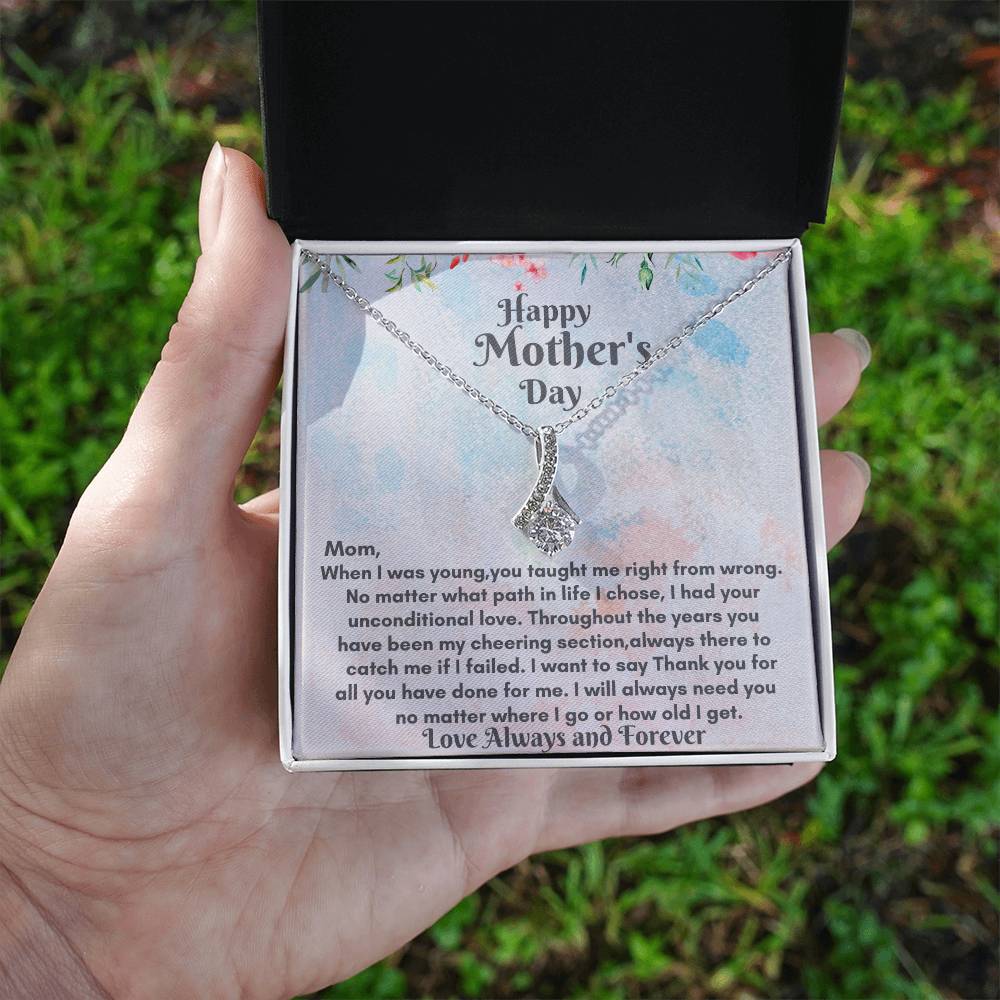 Happy
Mother's
Day
Mom,
When I was young,you taught me right from wrong.
No matter what path in life I chose, I had your
unconditional love. Throughout the years you
have been my cheering section,always there to
catch me if I failed. I want to say Thank you for
all you have done for me. I will always need you
no matter where I go or how old I get.
Love Always and Forever